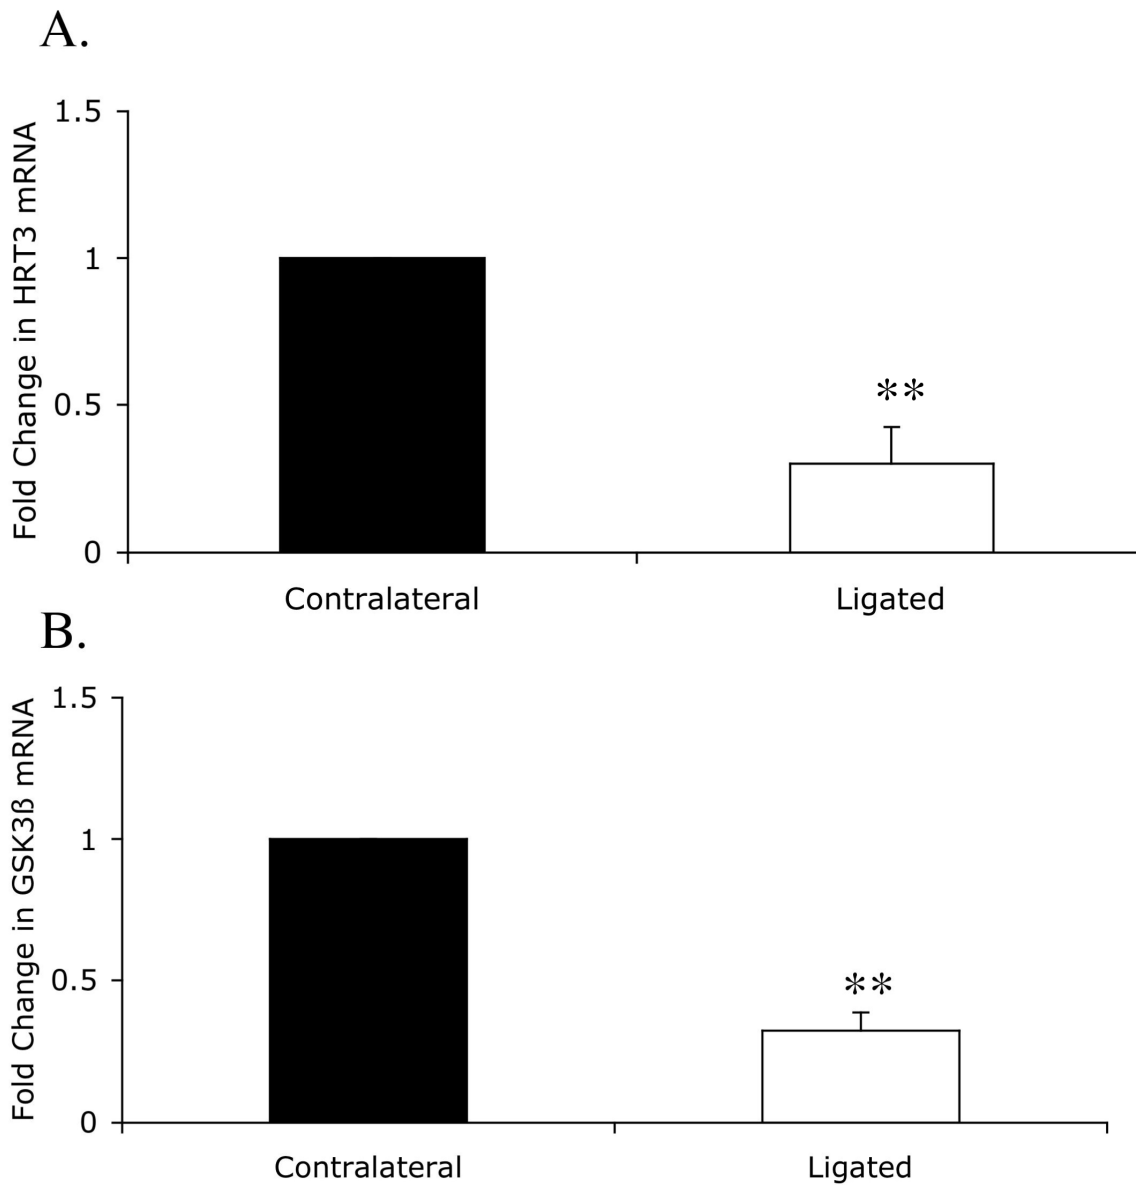 A.
Fold Change in HRT3 mRNA
1.5
1
0.5
0
**
Contralateral
Ligated
B.
Fold Change in GSK3ß mRNA
1.5
1
0.5
0
**
Contralateral
Ligated